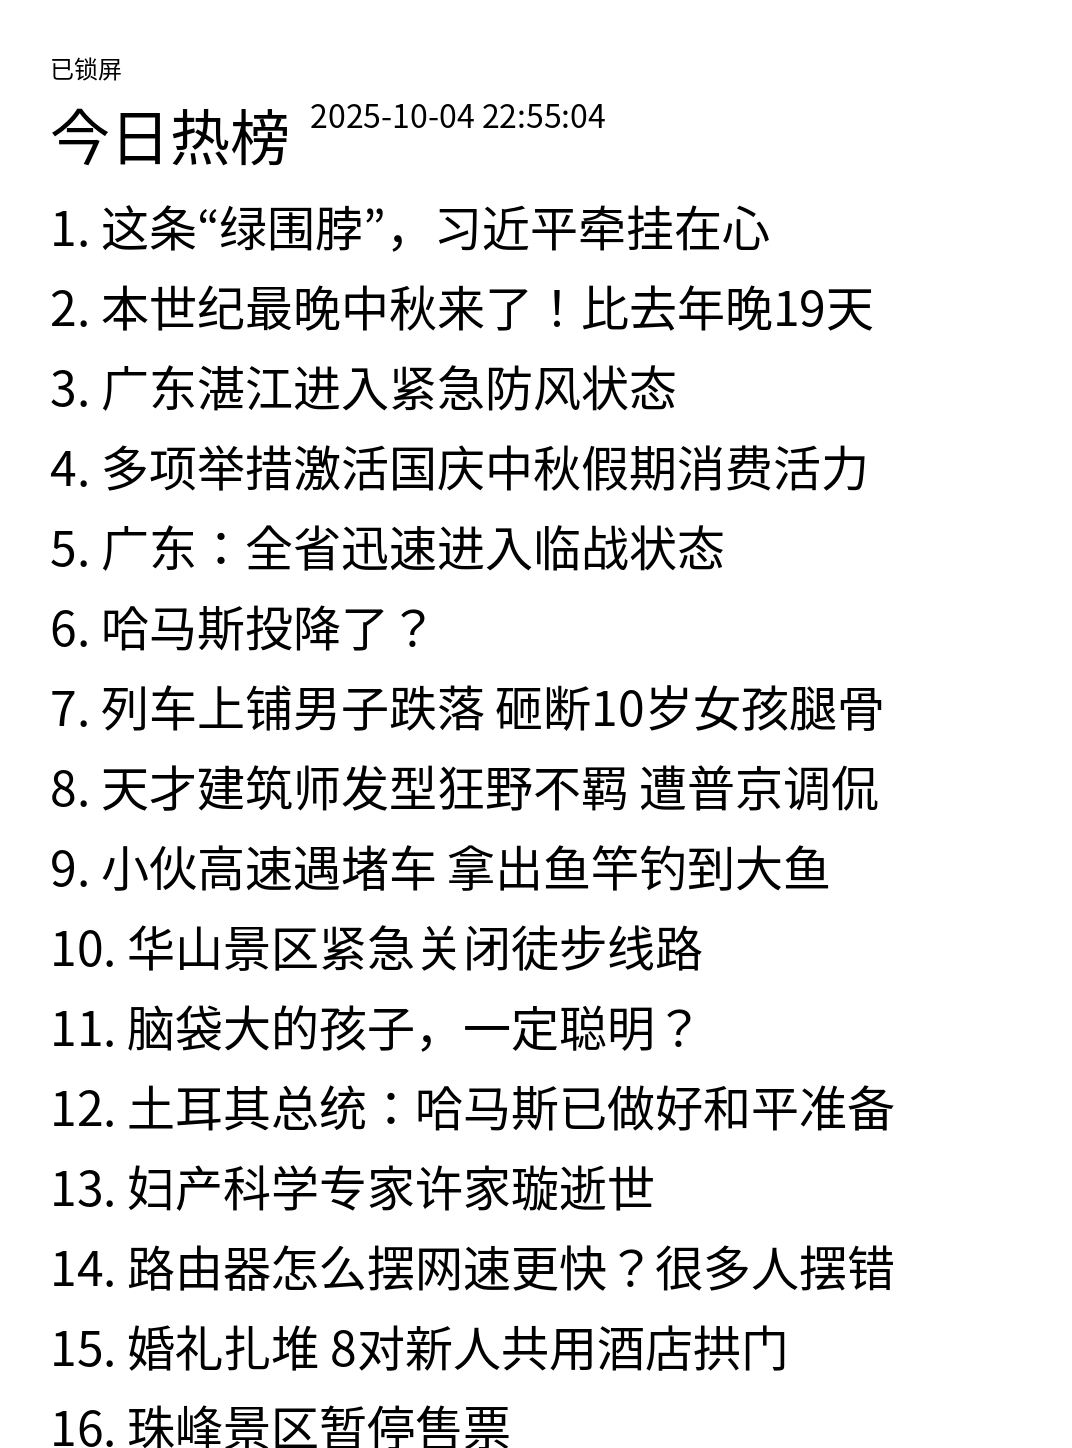 已锁屏
今日热榜 2025-10-04 22:55:04
1. 这条“绿围脖”，习近平牵挂在心
2. 本世纪最晚中秋来了！比去年晚19天
3. 广东湛江进入紧急防风状态
4. 多项举措激活国庆中秋假期消费活力
5. 广东：全省迅速进入临战状态
6. 哈马斯投降了？
7. 列车上铺男子跌落 砸断10岁女孩腿骨
8. 天才建筑师发型狂野不羁 遭普京调侃
9. 小伙高速遇堵车 拿出鱼竿钓到大鱼
10. 华山景区紧急关闭徒步线路
11. 脑袋大的孩子，一定聪明？
12. 土耳其总统：哈马斯已做好和平准备
13. 妇产科学专家许家璇逝世
14. 路由器怎么摆网速更快？很多人摆错
15. 婚礼扎堆 8对新人共用酒店拱门
16. 珠峰景区暂停售票